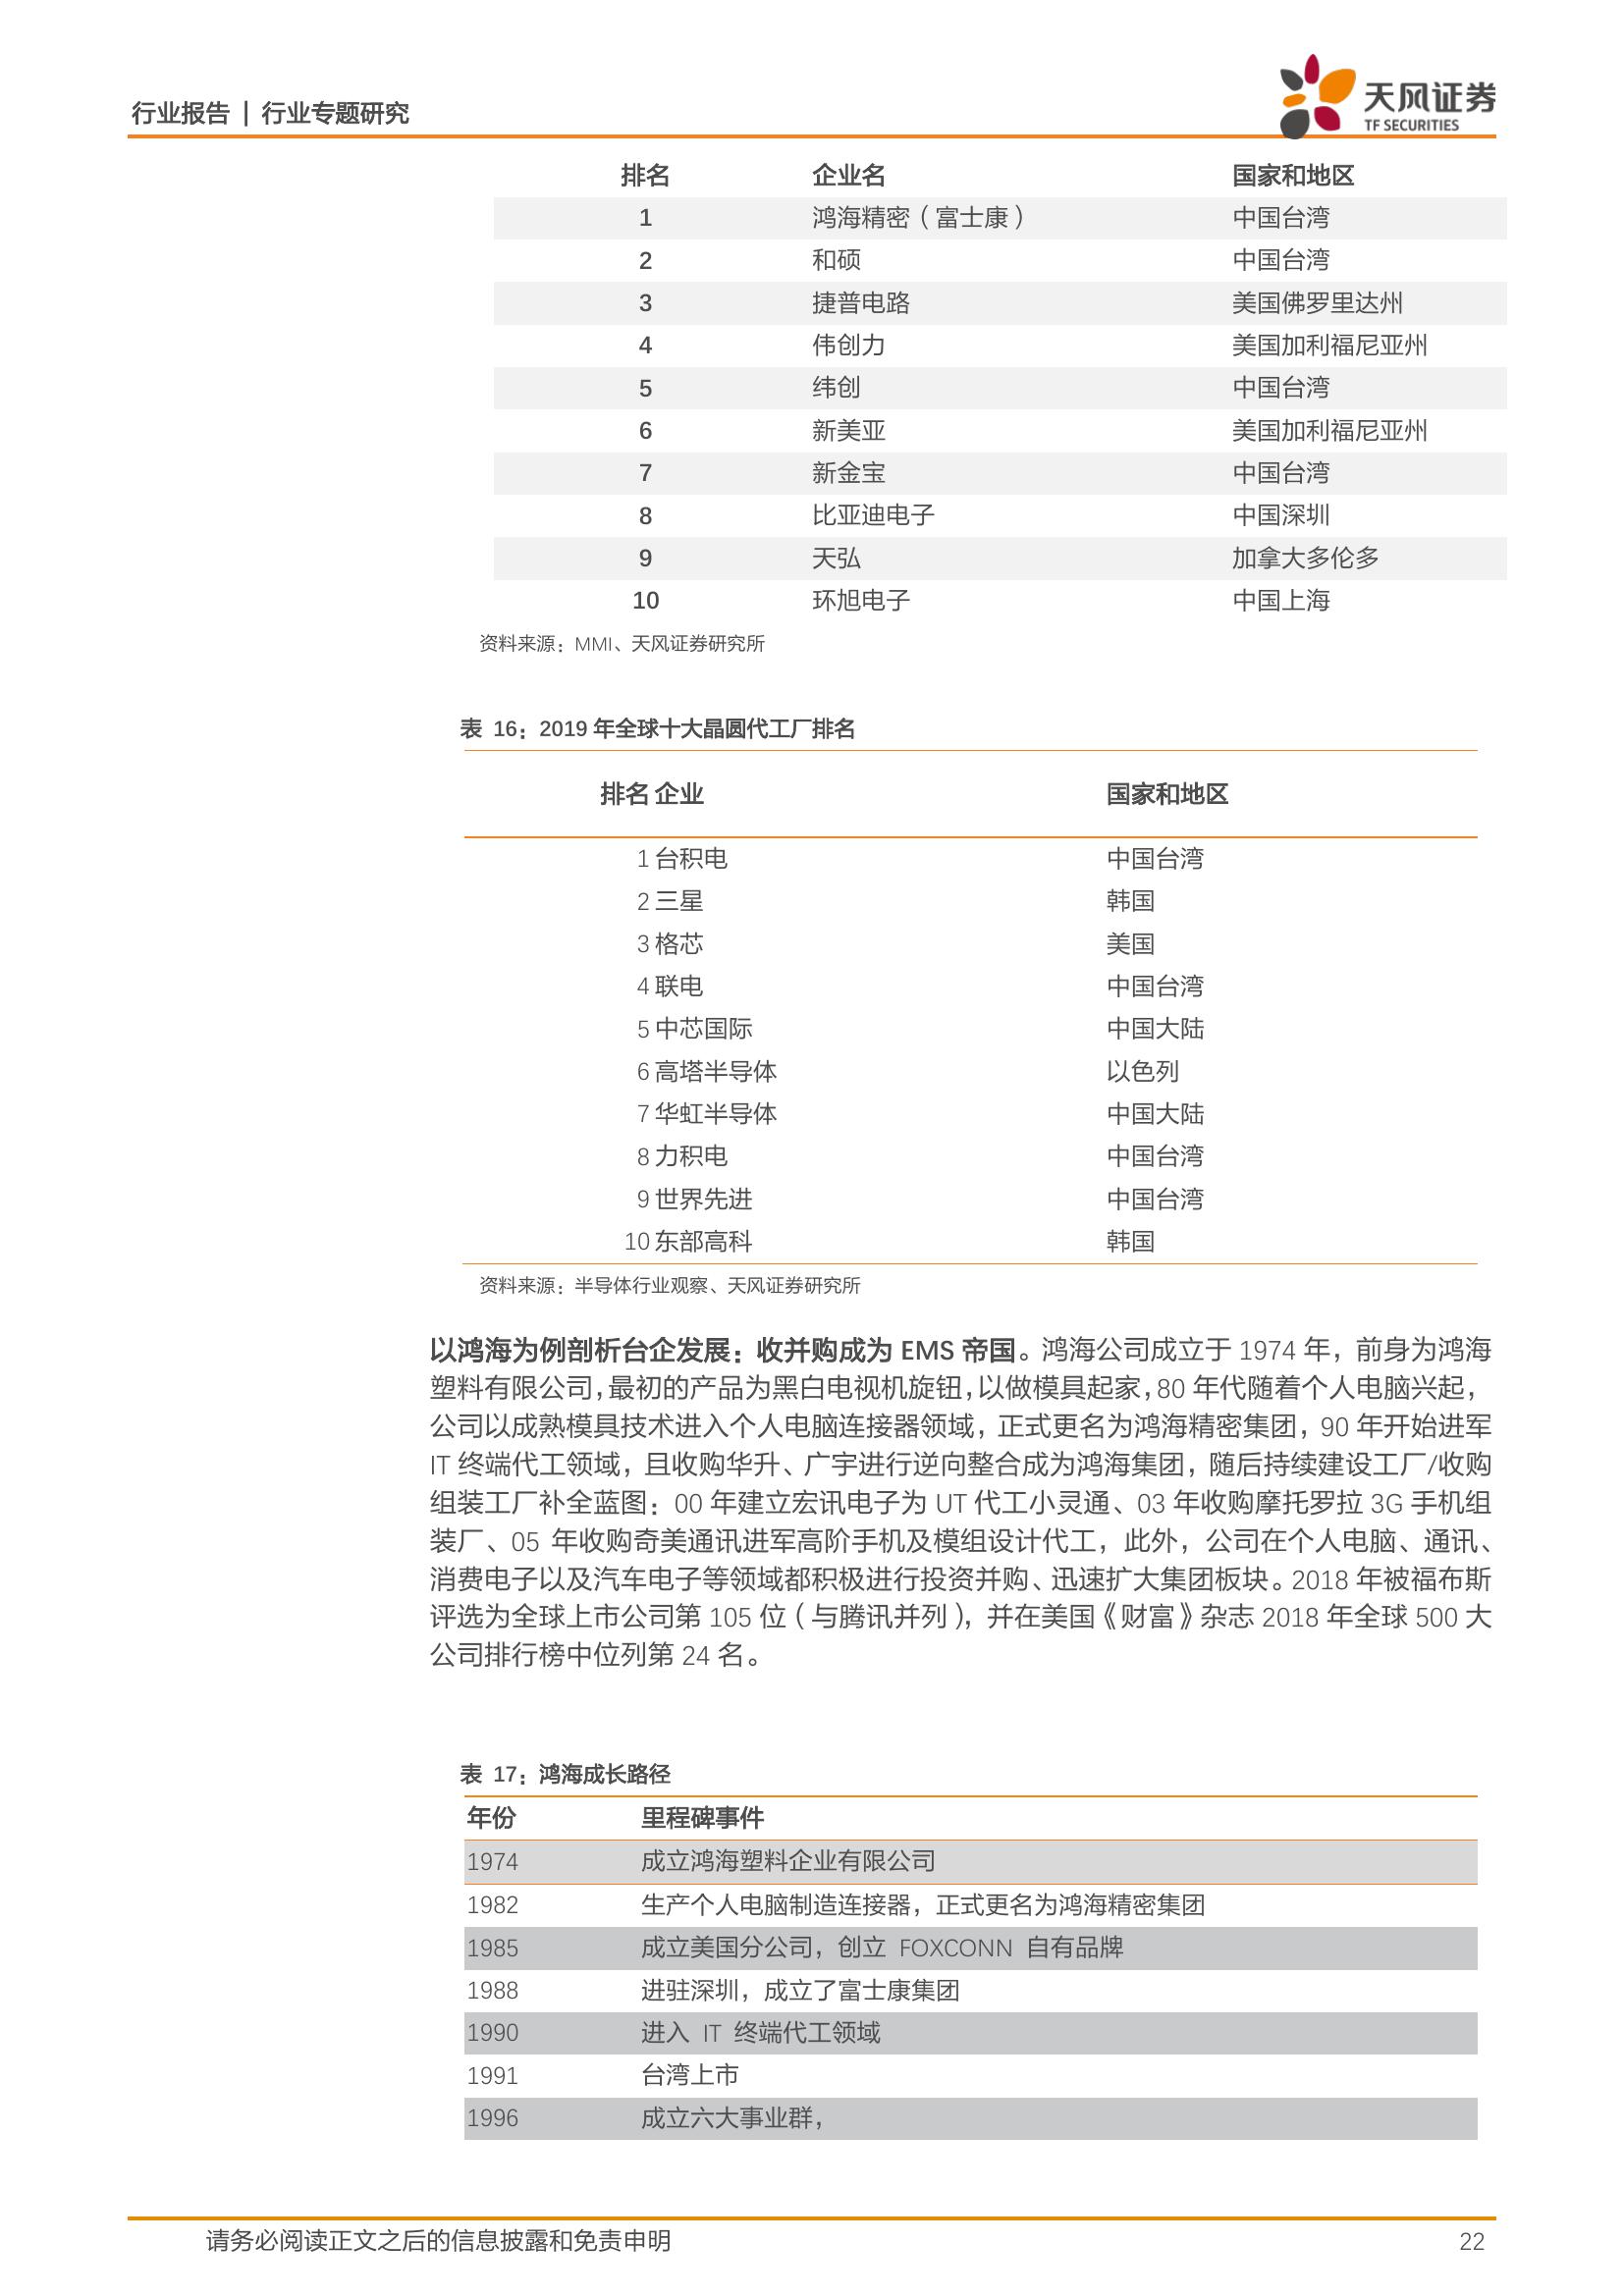 行业报告 | 行业专题研究
天风证券
TF SECURITIES
排名 企业名 国家和地区
1 鸿海精密（富士康） 中国台湾
2 和硕 中国台湾
3 捷普电路 美国佛罗里达州
4 伟创力 美国加利福尼亚州
5 纬创 中国台湾
6 新美亚 美国加利福尼亚州
7 新金宝 中国台湾
8 比亚迪电子 中国深圳
9 天弘 加拿大多伦多
10 环旭电子 中国上海
资料来源：MMI、天风证券研究所
表 16：2019 年全球十大晶圆代工厂排名
排名 企业 国家和地区
1 台积电 中国台湾
2 三星 韩国
3 格芯 美国
4 联电 中国台湾
5 中芯国际 中国大陆
6 高塔半导体 以色列
7 华虹半导体 中国大陆
8 力积电 中国台湾
9 世界先进 中国台湾
10 东部高科 韩国
资料来源：半导体行业观察、天风证券研究所
以鸿海为例剖析台企发展：收并购成为 EMS 帝国。鸿海公司成立于 1974 年，前身为鸿海
塑料有限公司，最初的产品为黑白电视机旋钮，以做模具起家，80 年代随着个人电脑兴起，
公司以成熟模具技术进入个人电脑连接器领域，正式更名为鸿海精密集团，90 年开始进军
IT 终端代工领域，且收购华升、广宇进行逆向整合成为鸿海集团，随后持续建设工厂/收购
组装工厂补全蓝图：00 年建立宏讯电子为 UT 代工小灵通、03 年收购摩托罗拉 3G 手机组
装厂、05 年收购奇美通讯进军高阶手机及模组设计代工，此外，公司在个人电脑、通讯、
消费电子以及汽车电子等领域都积极进行投资并购、迅速扩大集团板块。2018 年被福布斯
评选为全球上市公司第 105 位（与腾讯并列），并在美国《财富》杂志 2018 年全球 500 大
公司排行榜中位列第 24 名。
表 17：鸿海成长路径
年份 里程碑事件
1974 成立鸿海塑料企业有限公司
1982 生产个人电脑制造连接器，正式更名为鸿海精密集团
1985 成立美国分公司，创立 FOXCONN 自有品牌
1988 进驻深圳，成立了富士康集团
1990 进入 IT 终端代工领域
1991 台湾上市
1996 成立六大事业群，
请务必阅读正文之后的信息披露和免责申明 22